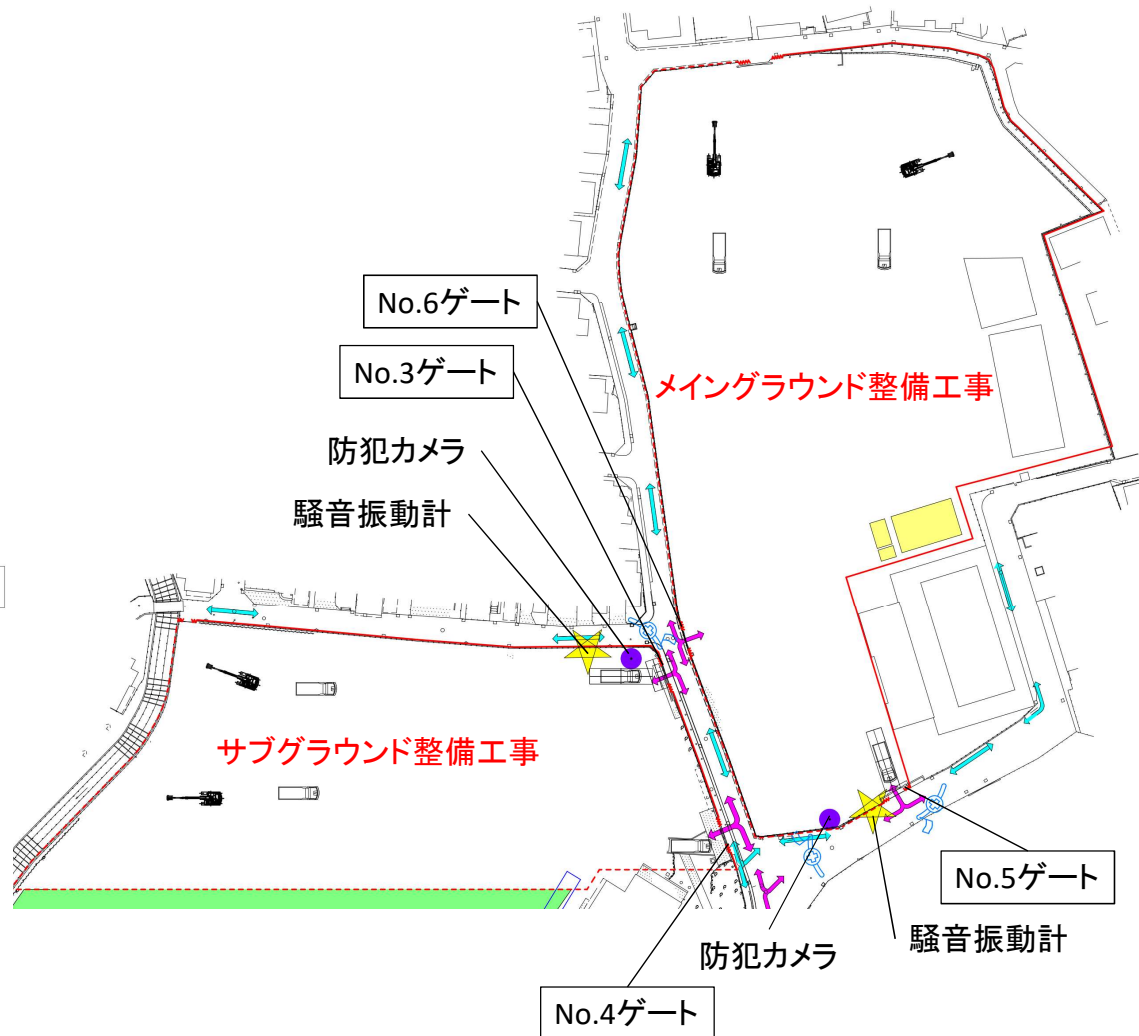 No.6ゲート
No.3ゲート
メイングラウンド整備工事
防犯カメラ
騒音振動計
サブグラウンド整備工事
No.5ゲート
騒音振動計
防犯カメラ
No.4ゲート